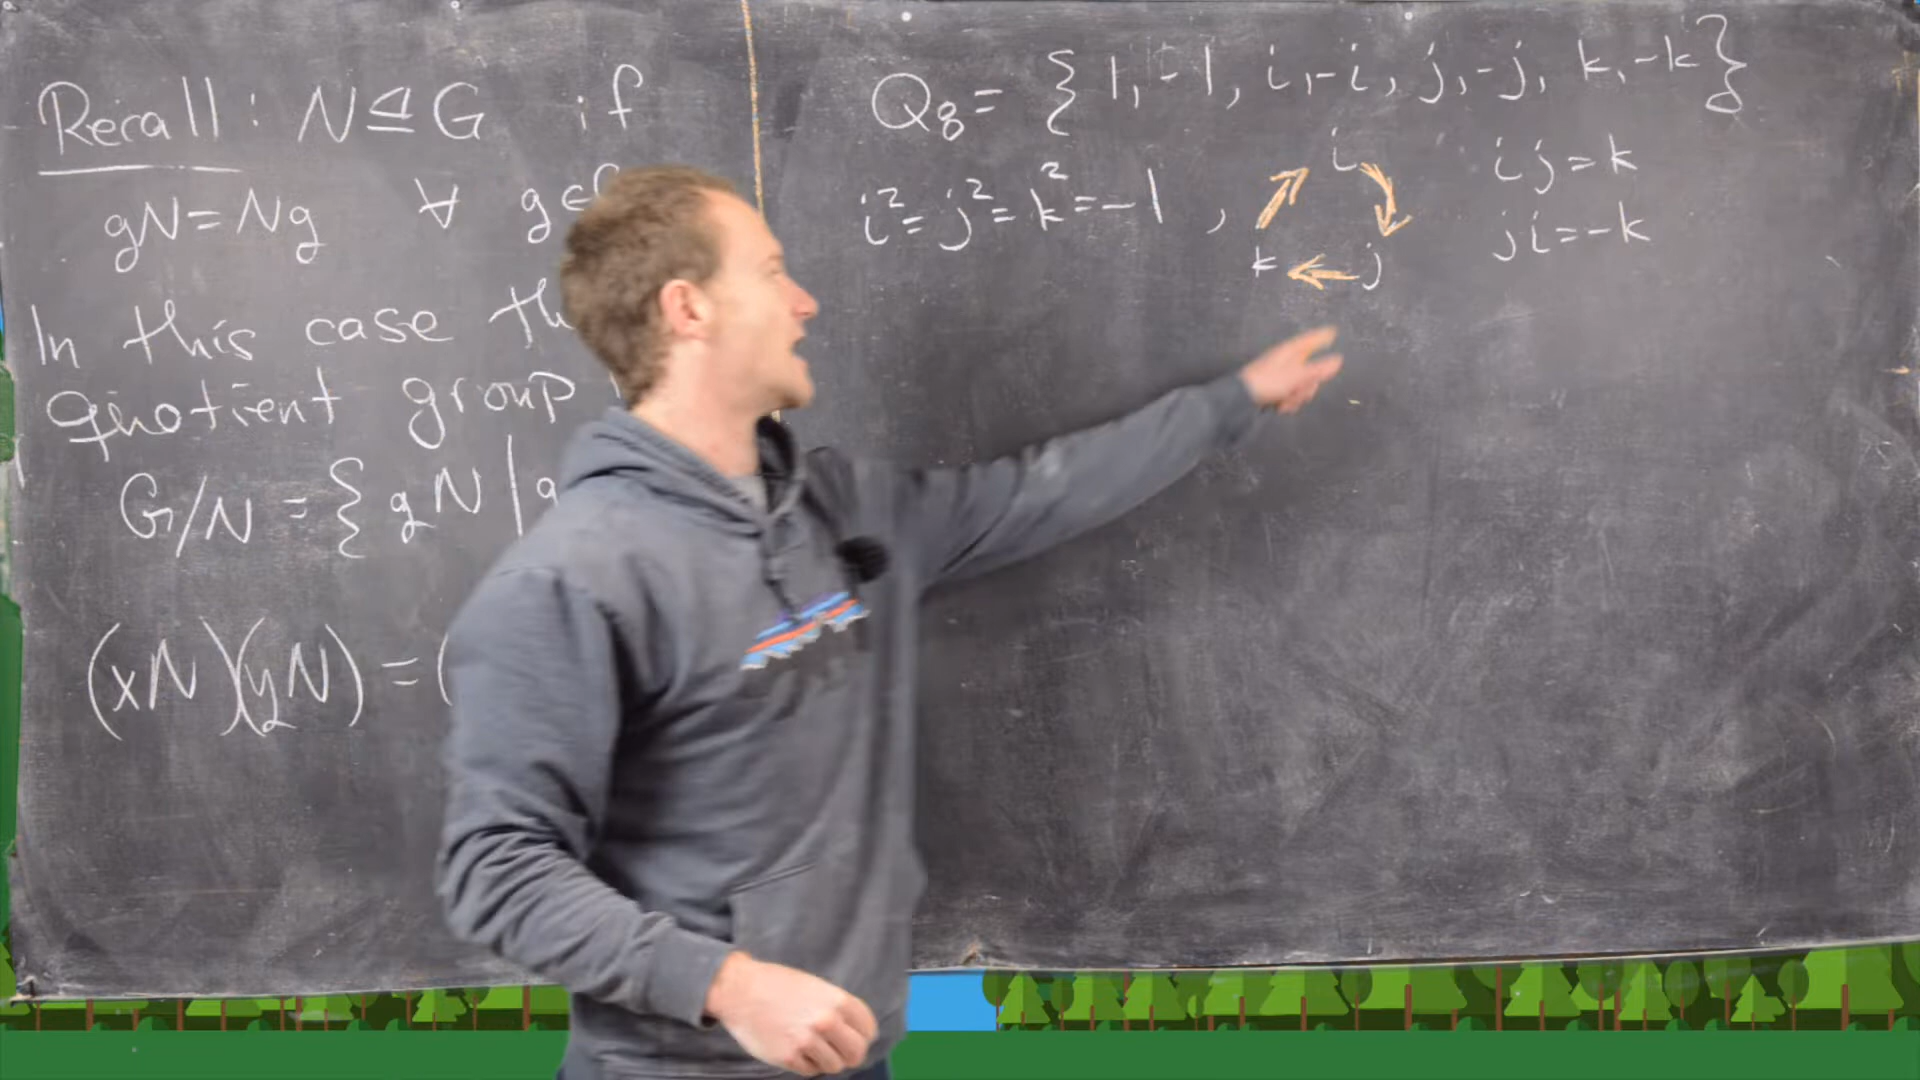 Recall: N⊴G if
gN=Ng ∀ g∈
In this case
quotient group
G/N = { gN |
(xN)(yN) = (
Q8 = { 1, -1, i, -i, j, -j, k, -k }
i²= j²= k²=-1 ,
i
k
j
ij=k
ji=-k